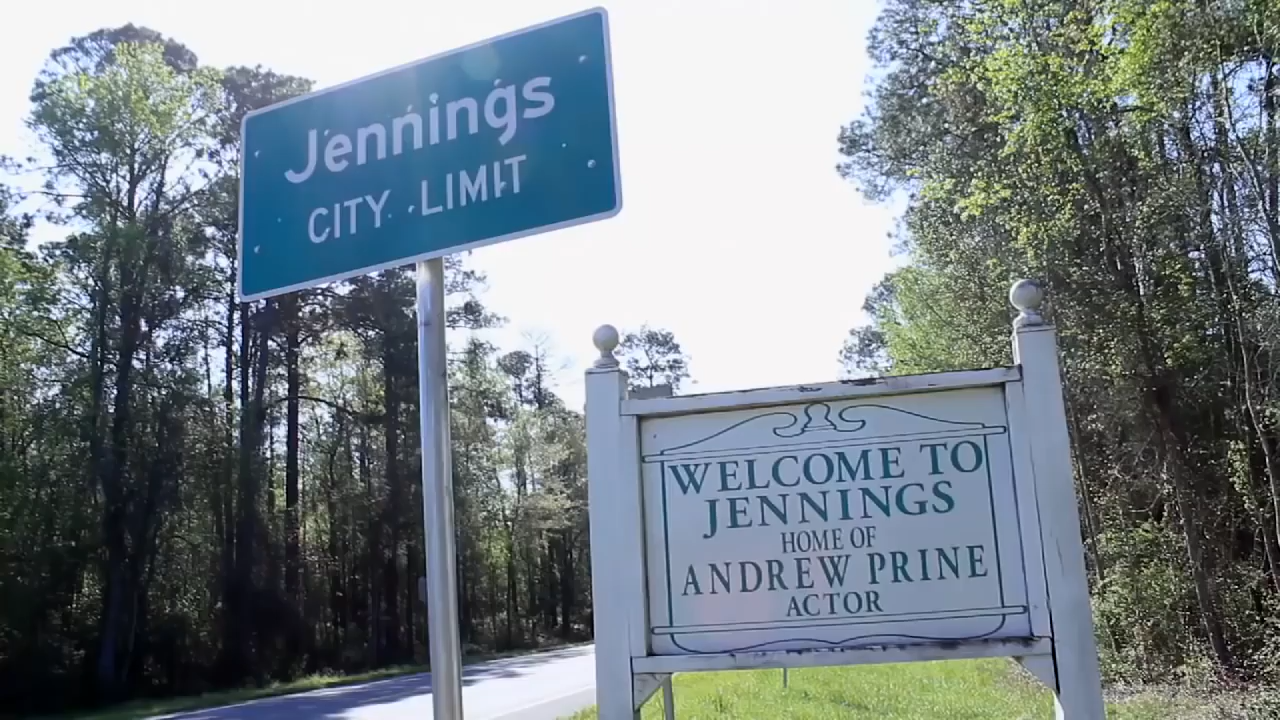 Jennings
CITY LIMIT
WELCOME TO
JENNINGS
HOME OF
ANDREW PRINE
ACTOR